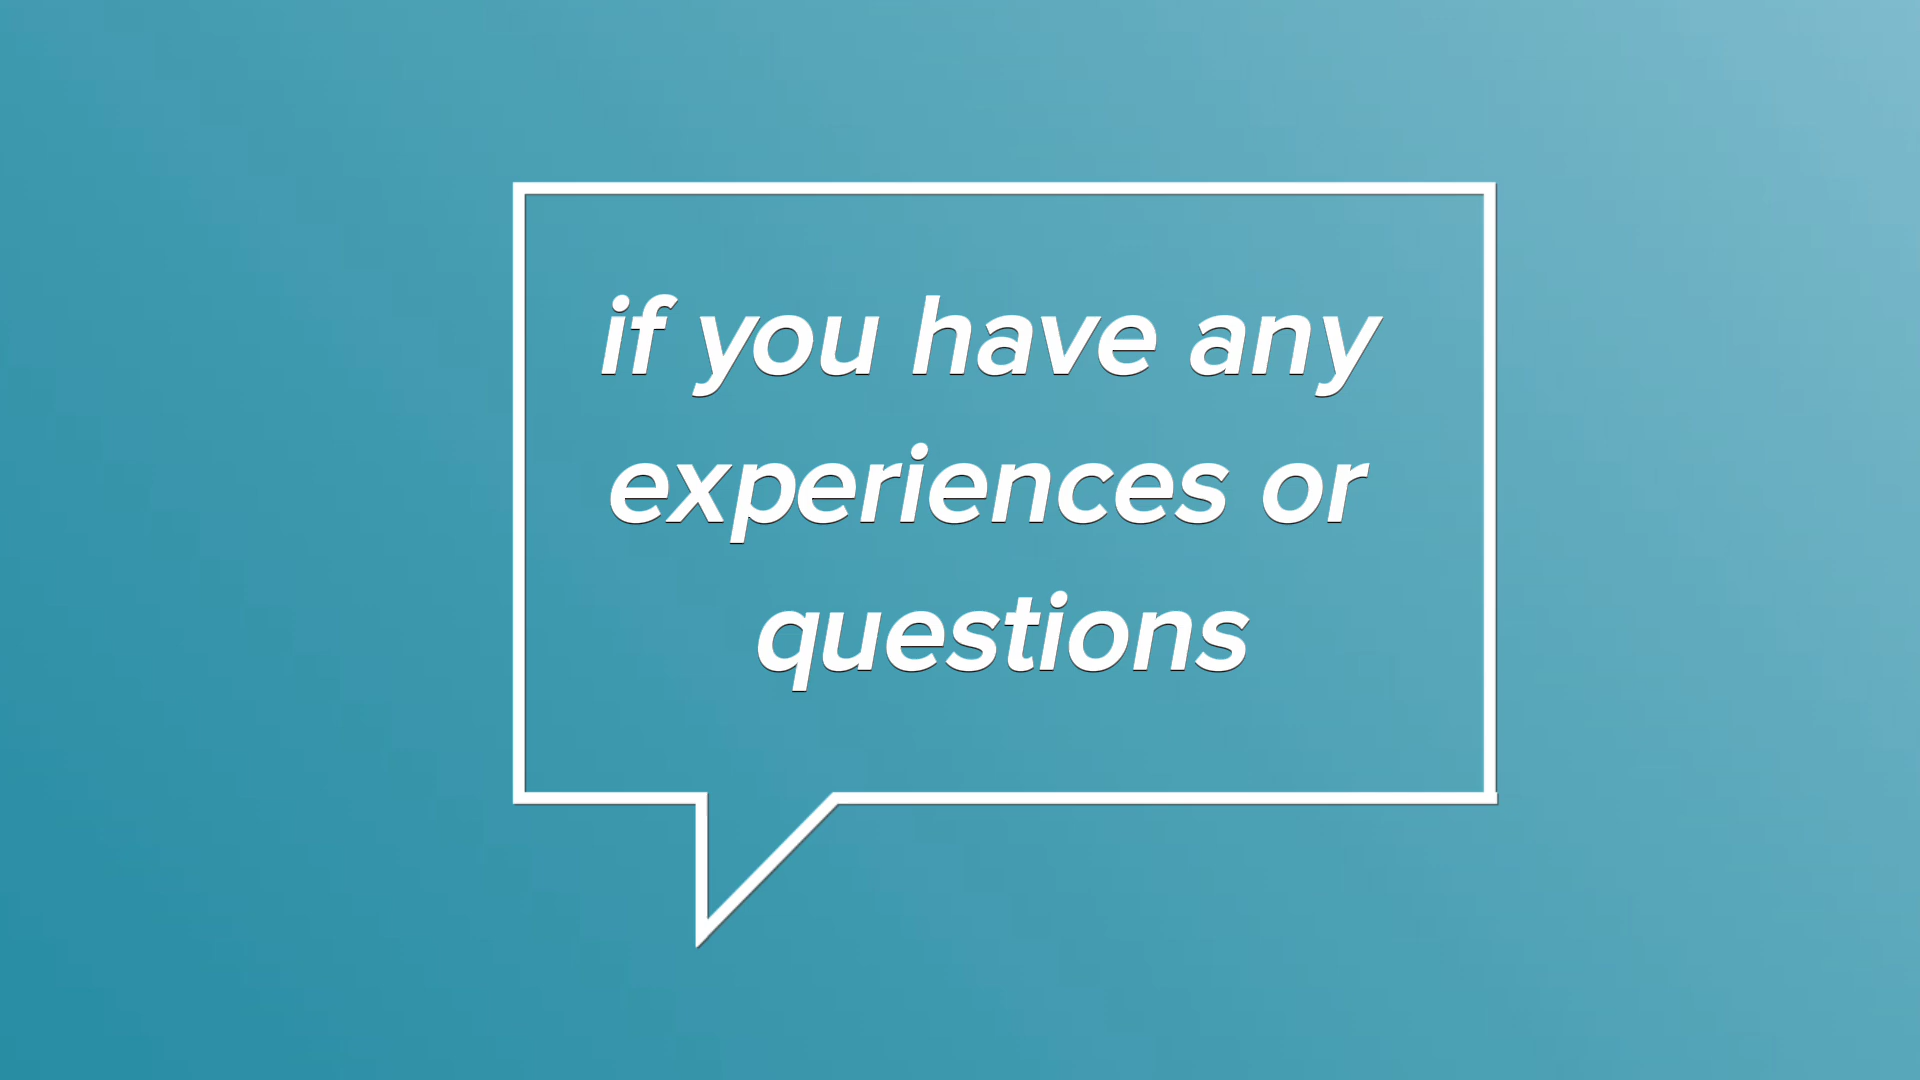 if you have any
experiences or
questions